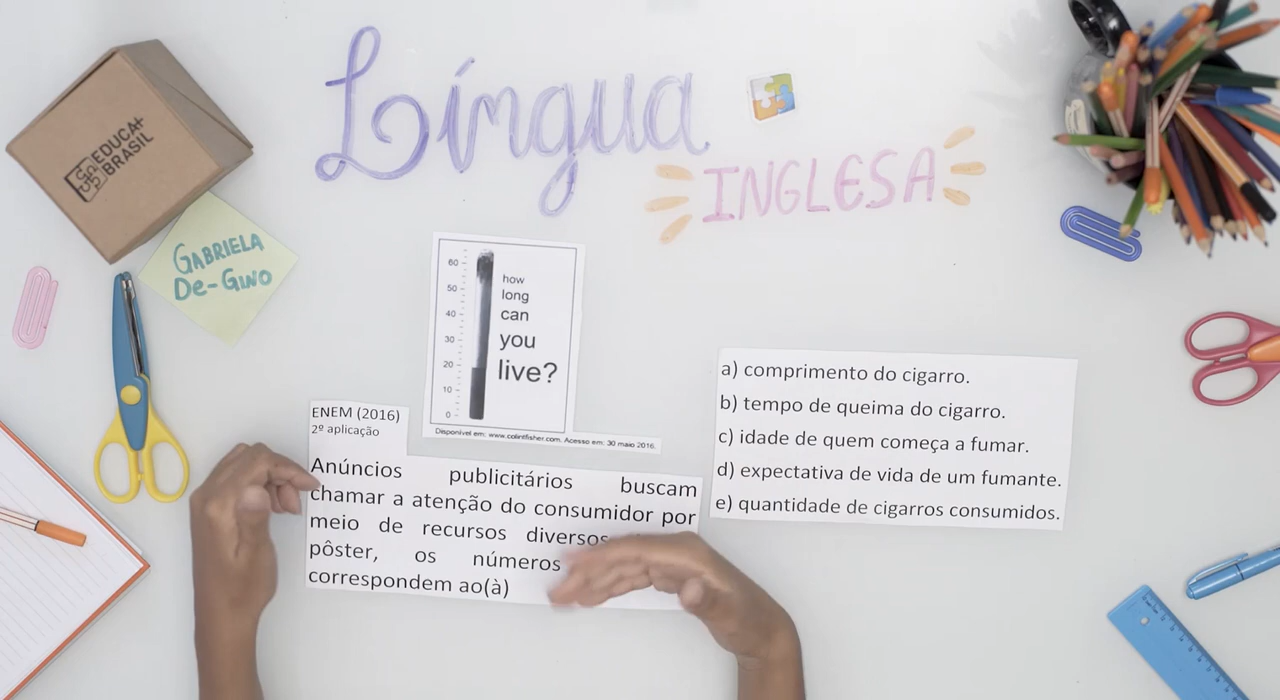 Língua
INGLESA
EDUCA+
BRASIL
GABRIELA
De-GINO
60
50
40
30
20
10
0
how
long
can
you
live?
Disponível em: www.colintfisher.com. Acesso em: 30 maio 2016.
ENEM (2016)
2º aplicação
Anúncios publicitários buscam
chamar a atenção do consumidor por
meio de recursos diversos
pôster, os números
correspondem ao(à)
a) comprimento do cigarro.
b) tempo de queima do cigarro.
c) idade de quem começa a fumar.
d) expectativa de vida de um fumante.
e) quantidade de cigarros consumidos.